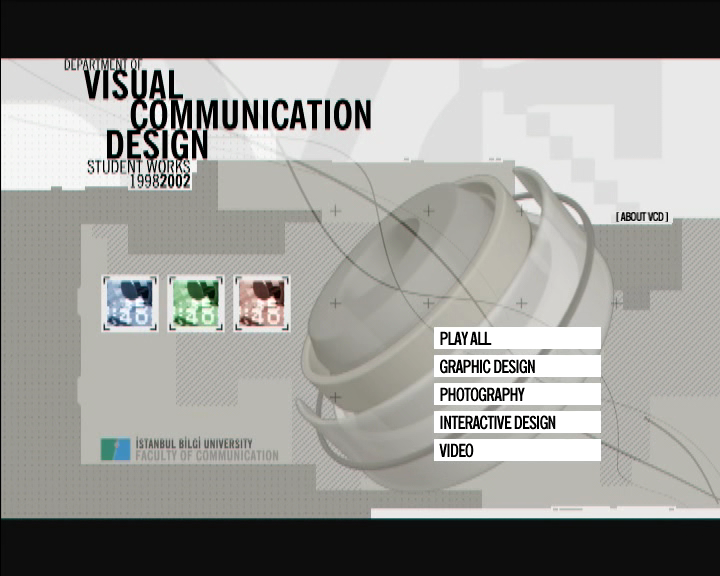 DEPARTMENT OF
VISUAL
COMMUNICATION
DESIGN
STUDENT WORKS
19982002
[ ABOUT VCD ]
PLAY ALL
GRAPHIC DESIGN
PHOTOGRAPHY
INTERACTIVE DESIGN
VIDEO
İSTANBUL BİLGİ UNIVERSITY
FACULTY OF COMMUNICATION